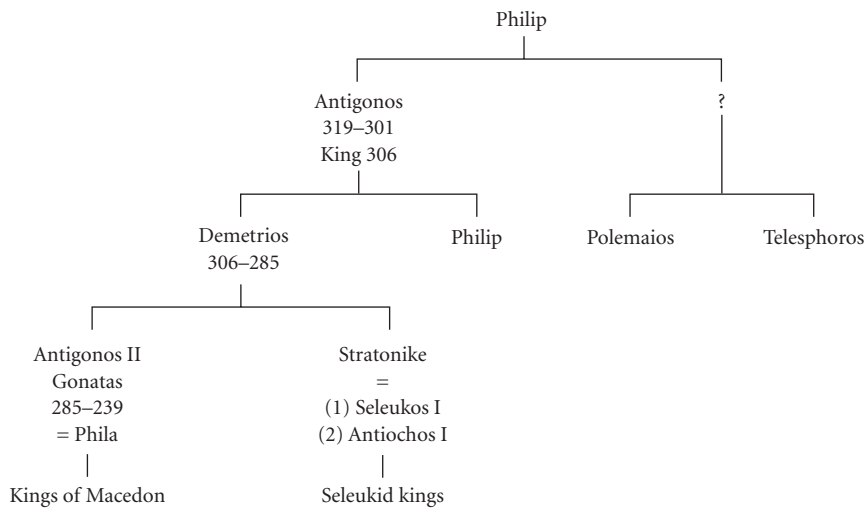 Philip
Antigonos
319–301
King 306
?
Demetrios
306–285
Philip
Polemaios
Telesphoros
Antigonos II
Gonatas
285–239
= Phila
Stratonike
=
(1) Seleukos I
(2) Antiochos I
Kings of Macedon
Seleukid kings